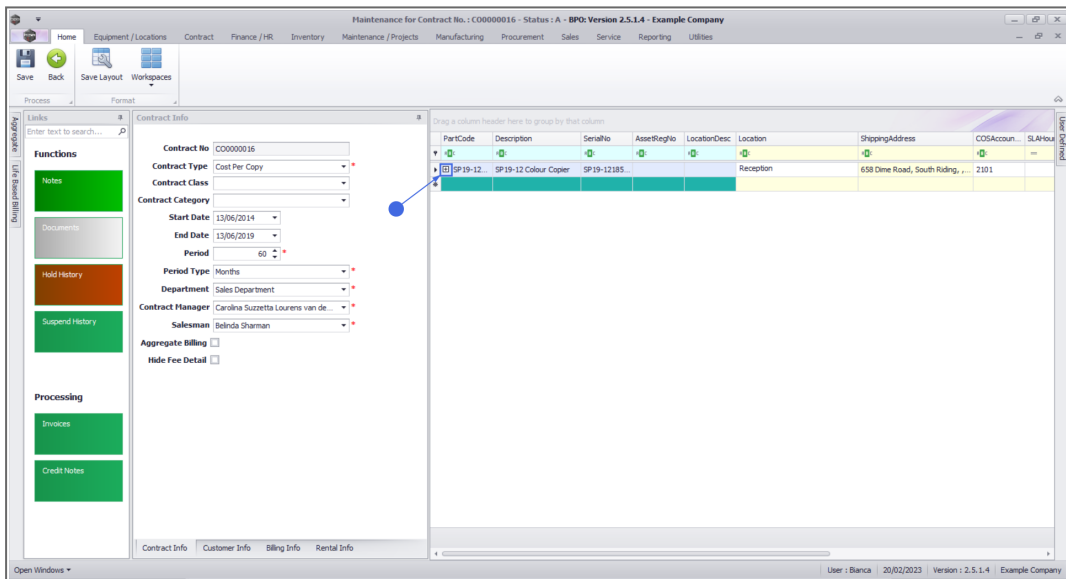 Maintenance for Contract No. : CO0000016 - Status : A - BPO: Version 2.5.1.4 - Example Company
Home Equipment / Locations Contract Finance / HR Inventory Maintenance / Projects Manufacturing Procurement Sales Service Reporting Utilities
Save Back Save Layout Workspaces
Process Format
Aggregate
Life Based Billing
Links
Enter text to search...
Functions
Notes
Documents
Hold History
Suspend History
Processing
Invoices
Credit Notes
Contract Info
Contract No CO0000016
Contract Type Cost Per Copy *
Contract Class
Contract Category
Start Date 13/06/2014
End Date 13/06/2019
Period 60 *
Period Type Months *
Department Sales Department *
Contract Manager Carolina Suzzetta Lourens van de... *
Salesman Belinda Sharman *
Aggregate Billing
Hide Fee Detail
Contract Info Customer Info Billing Info Rental Info
Drag a column header here to group by that column
PartCode Description SerialNo AssetRegNo LocationDesc Location ShippingAddress COSAccoun... SLAHou
SP19-12... SP19-12 Colour Copier SP19-12185... Reception 658 Dime Road, South Riding, ,... 2101
User Defined
Open Windows
User : Bianca 20/02/2023 Version : 2.5.1.4 Example Company